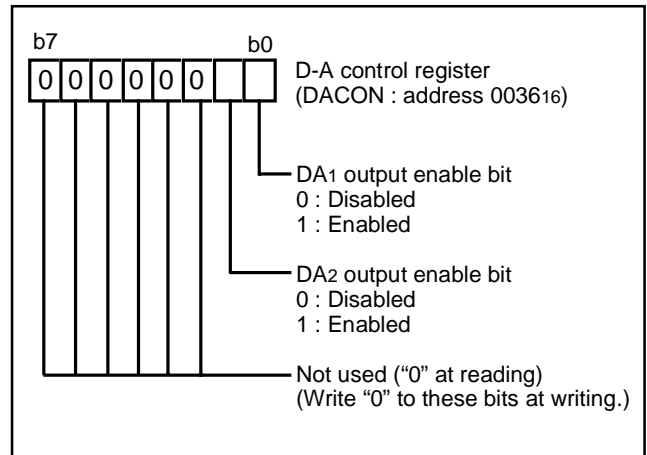 b7 b0
0 0 0 0 0 0
D-A control register
(DACON : address 003616)
DA1 output enable bit
0 : Disabled
1 : Enabled
DA2 output enable bit
0 : Disabled
1 : Enabled
Not used (“0” at reading)
(Write “0” to these bits at writing.)